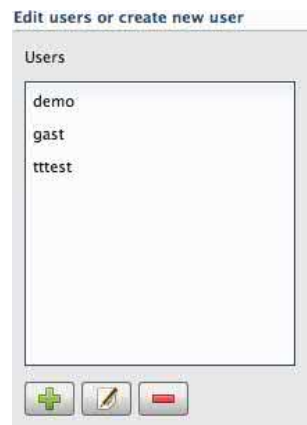 Edit users or create new user
Users
demo
gast
tttest